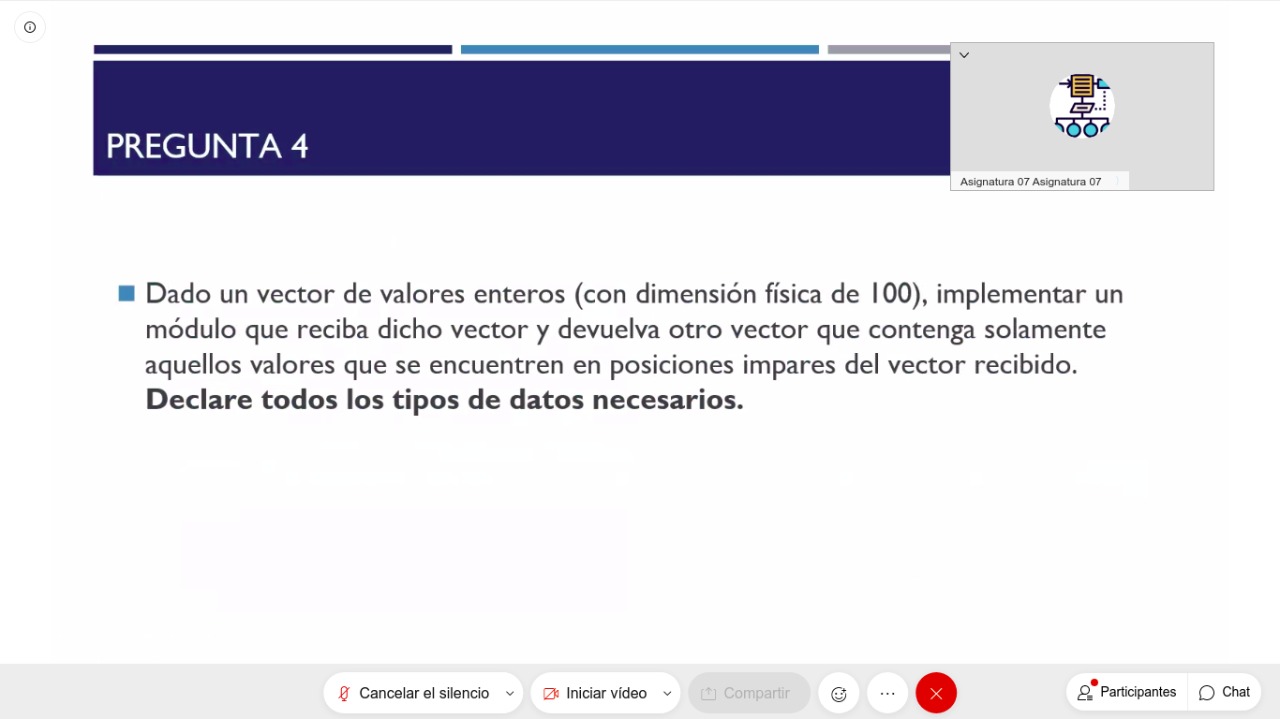 PREGUNTA 4
Asignatura 07 Asignatura 07
Dado un vector de valores enteros (con dimensión física de 100), implementar un
módulo que reciba dicho vector y devuelva otro vector que contenga solamente
aquellos valores que se encuentren en posiciones impares del vector recibido.
Declare todos los tipos de datos necesarios.
Cancelar el silencio
Iniciar vídeo
Compartir
Participantes
Chat